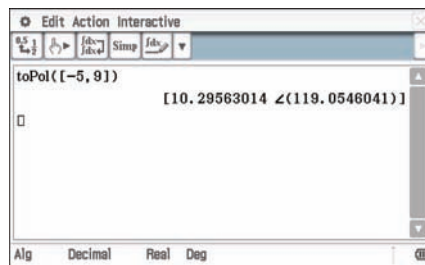 Edit Action Interactive
Simp
toPol([−5,9])
[10.29563014 ∠(119.0546041)]
Alg Decimal Real Deg